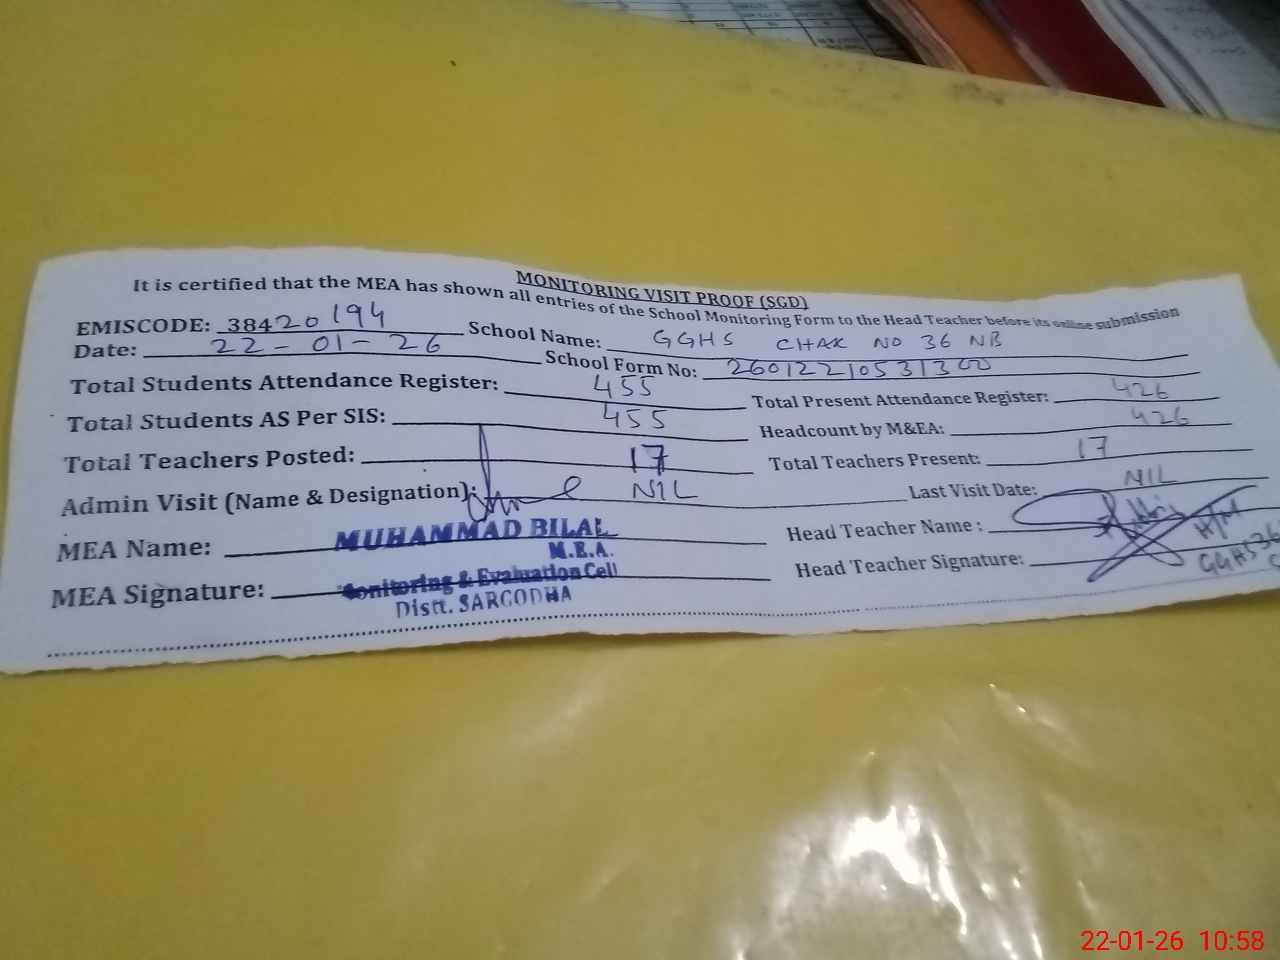 MONITORING VISIT PROOF (SGD)
It is certified that the MEA has shown all entries of the School Monitoring Form to the Head Teacher before its online submission
EMISCODE: 38420194 School Name: GGHS CHAK NO 36 NB
Date: 22-01-26 School Form No: 26012210531300
Total Students Attendance Register: 455 Total Present Attendance Register: 426
Total Students AS Per SIS: 455 Headcount by M&EA: 426
Total Teachers Posted: 17 Total Teachers Present: 17
Admin Visit (Name & Designation): NIL Last Visit Date: NIL
MEA Name: MUHAMMAD BILAL Head Teacher Name:
M.E.A.
MEA Signature: Monitoring & Evaluation Cell Head Teacher Signature:
Distt. SARGODHA
H/M
GGHS 36
22-01-26 10:58